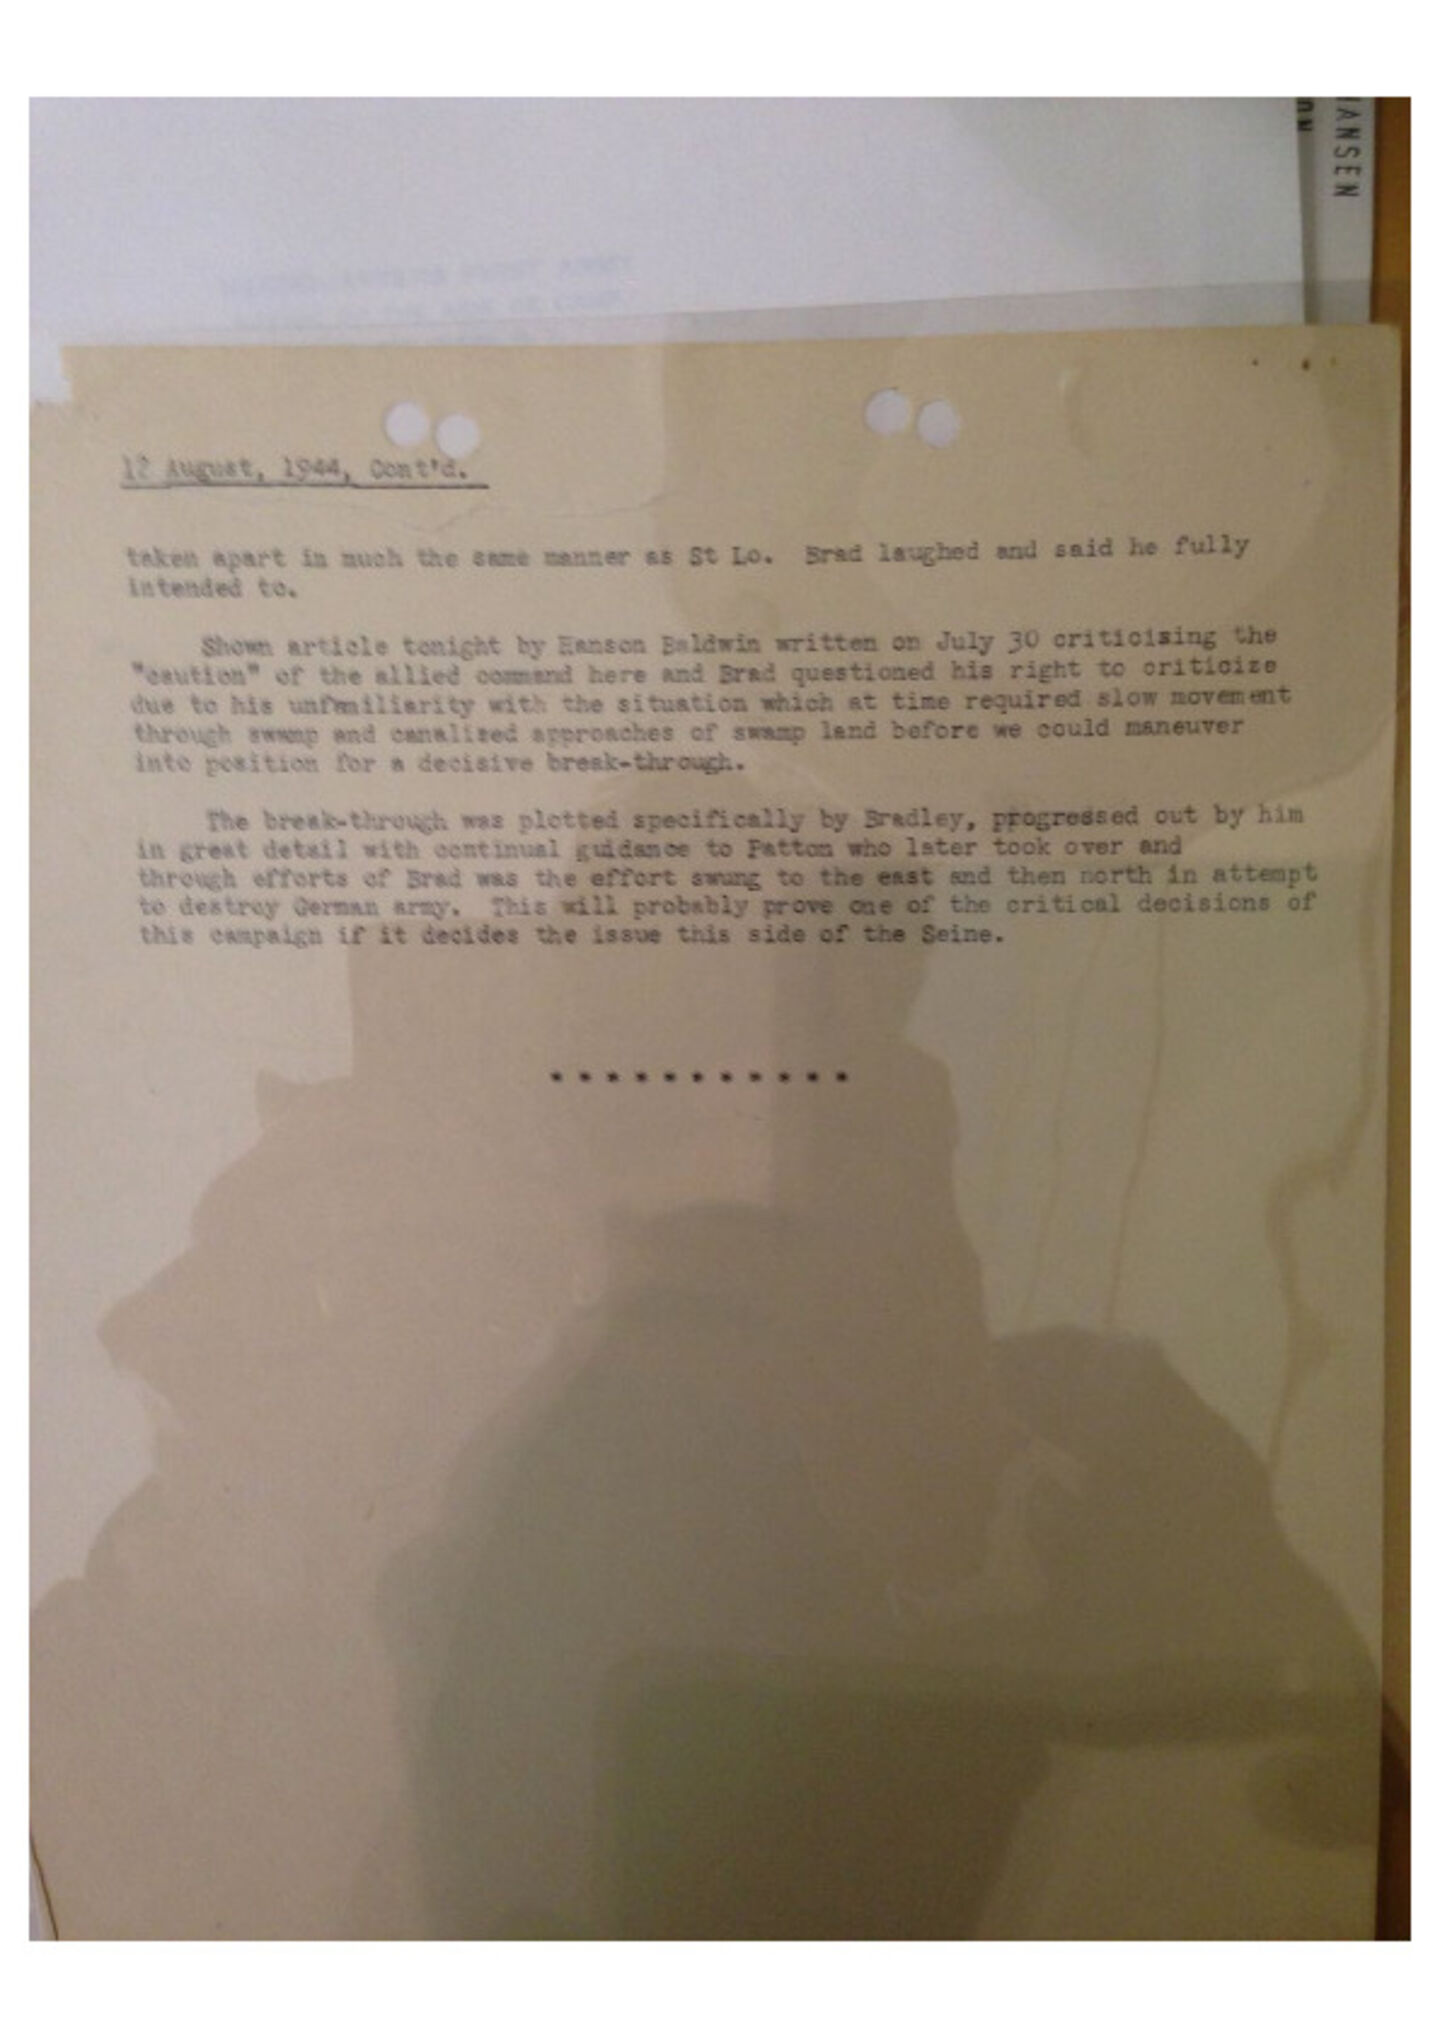 HANSEN
12 August, 1944, Cont'd.
taken apart in much the same manner as St Lo. Brad laughed and said he fully
intended to.
Shown article tonight by Hanson Baldwin written on July 30 criticising the
"caution" of the allied command here and Brad questioned his right to criticize
due to his unfamiliarity with the situation which at time required slow movement
through swamp and canalized approaches of swamp land before we could maneuver
into position for a decisive break-through.
The break-through was plotted specifically by Bradley, progressed out by him
in great detail with continual guidance to Patton who later took over and
through efforts of Brad was the effort swung to the east and then north in attempt
to destroy German army. This will probably prove one of the critical decisions of
this campaign if it decides the issue this side of the Seine.
* * * * * * * * * * *